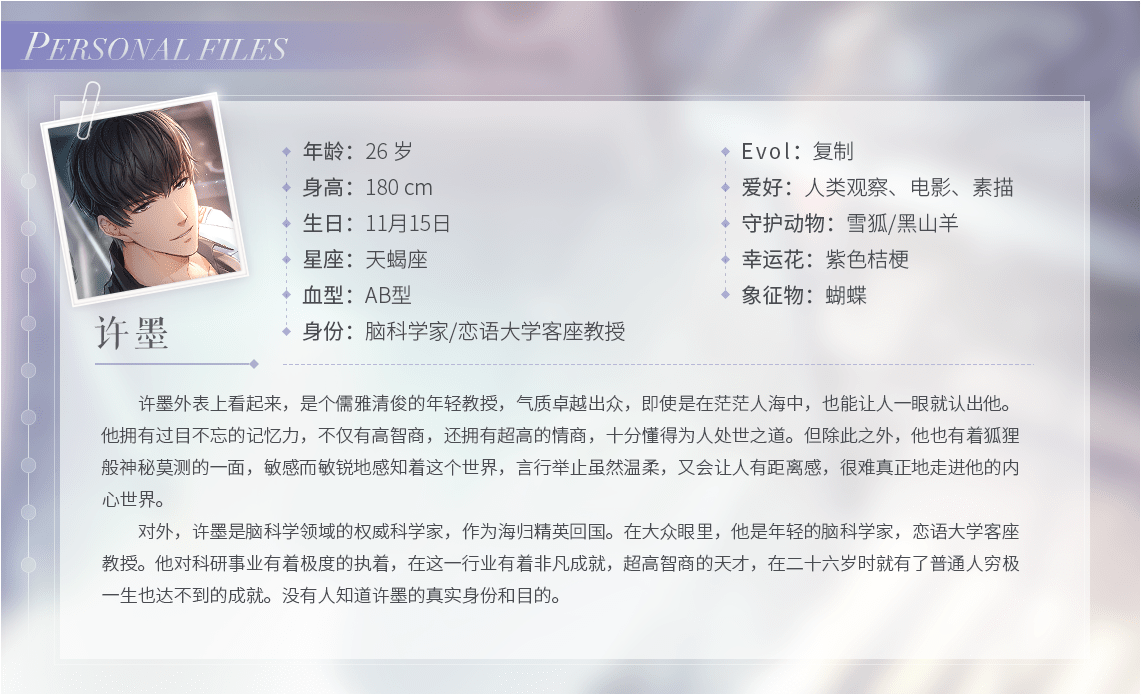 PERSONAL FILES
许墨
年龄：26 岁
身高：180 cm
生日：11月15日
星座：天蝎座
血型：AB型
身份：脑科学家/恋语大学客座教授
Evol：复制
爱好：人类观察、电影、素描
守护动物：雪狐/黑山羊
幸运花：紫色桔梗
象征物：蝴蝶
许墨外表上看起来，是个儒雅清俊的年轻教授，气质卓越出众，即使是在茫茫人海中，也能让人一眼就认出他。
他拥有过目不忘的记忆力，不仅有高智商，还拥有超高的情商，十分懂得为人处世之道。但除此之外，他也有着狐狸
般神秘莫测的一面，敏感而敏锐地感知着这个世界，言行举止虽然温柔，又会让人有距离感，很难真正地走进他的内
心世界。
对外，许墨是脑科学领域的权威科学家，作为海归精英回国。在大众眼里，他是年轻的脑科学家，恋语大学客座
教授。他对科研事业有着极度的执着，在这一行业有着非凡成就，超高智商的天才，在二十六岁时就有了普通人穷极
一生也达不到的成就。没有人知道许墨的真实身份和目的。